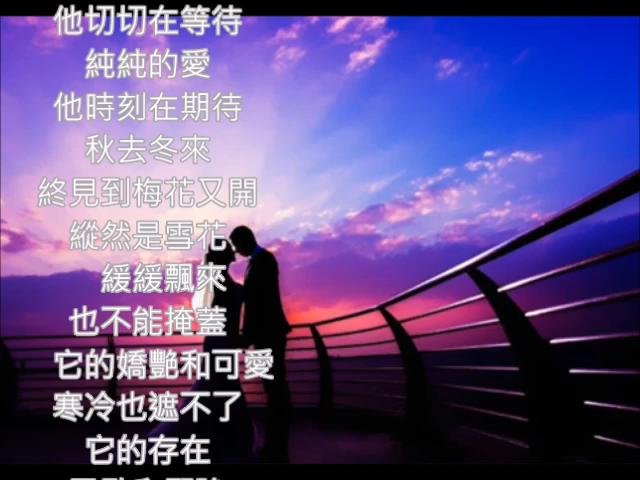 他切切在等待
純純的愛
他時刻在期待
秋去冬來
終見到梅花又開
縱然是雪花
緩緩飄來
也不能掩蓋
它的嬌艷和可愛
寒冷也遮不了
它的存在